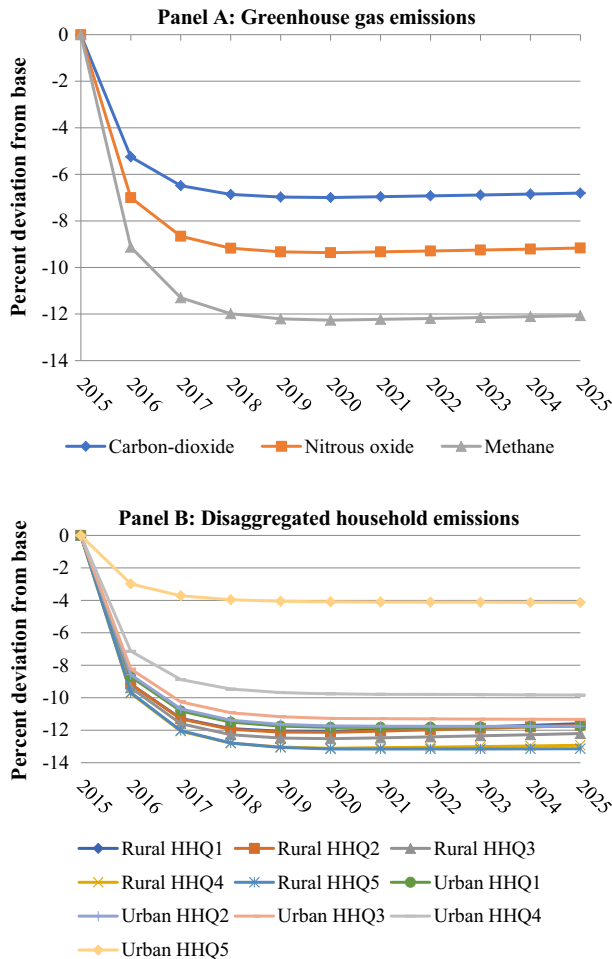 Panel A: Greenhouse gas emissions
Percent deviation from base
0
-2
-4
-6
-8
-10
-12
-14
2015 2016 2017 2018 2019 2020 2021 2022 2023 2024 2025
Carbon-dioxide Nitrous oxide Methane
Panel B: Disaggregated household emissions
Percent deviation from base
0
-2
-4
-6
-8
-10
-12
-14
2015 2016 2017 2018 2019 2020 2021 2022 2023 2024 2025
Rural HHQ1 Rural HHQ2 Rural HHQ3
Rural HHQ4 Rural HHQ5 Urban HHQ1
Urban HHQ2 Urban HHQ3 Urban HHQ4
Urban HHQ5